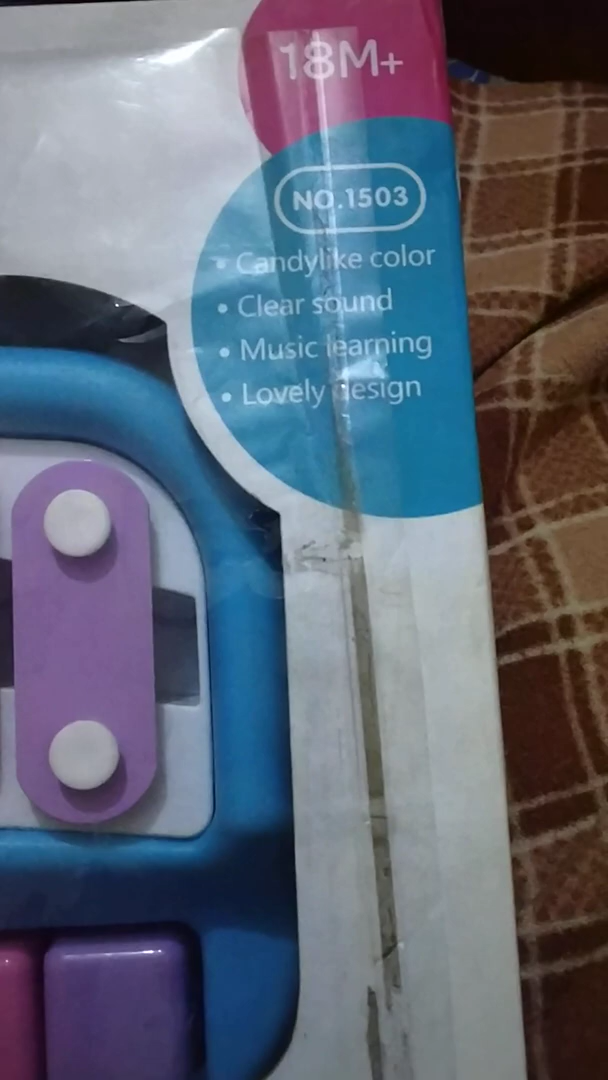 18M+
NO.1503
• Candylike color
• Clear sound
• Music learning
• Lovely design